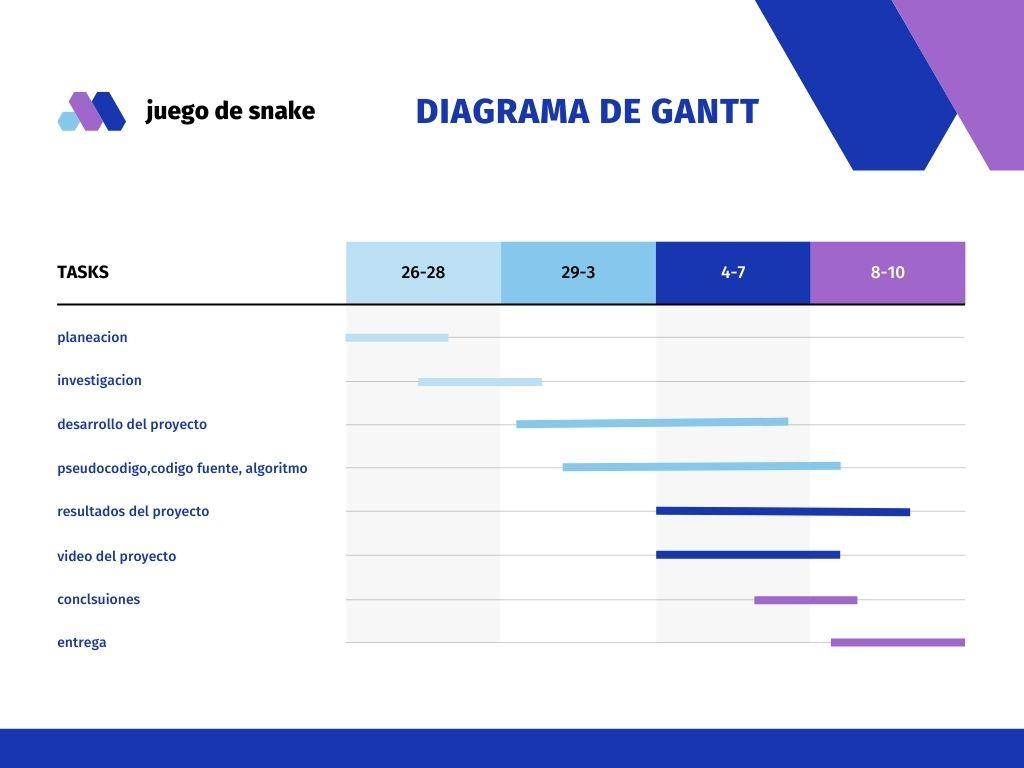 juego de snake
DIAGRAMA DE GANTT
TASKS 26-28 29-3 4-7 8-10
planeacion
investigacion
desarrollo del proyecto
pseudocodigo,codigo fuente, algoritmo
resultados del proyecto
video del proyecto
conclsuiones
entrega